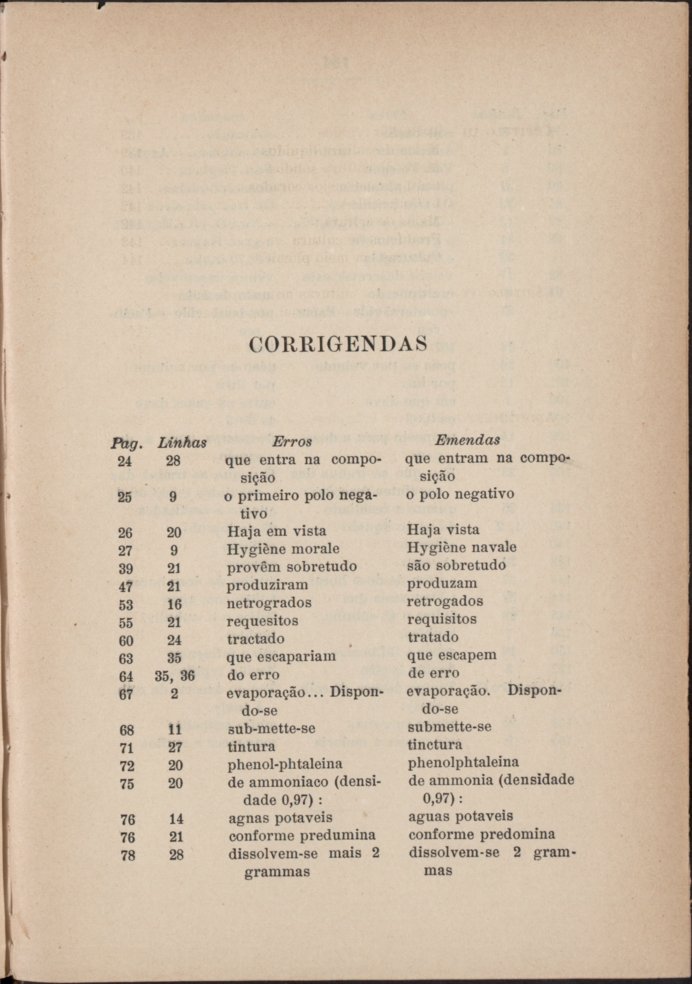 CORRIGENDAS
Pag. Linhas Erros Emendas
24 28 que entra na compo- que entram na compo-
sição sição
25 9 o primeiro polo nega- o polo negativo
tivo
26 20 Haja em vista Haja vista
27 9 Hygiène morale Hygiène navale
39 21 provêm sobretudo são sobretudo
47 21 produziram produzam
53 16 netrogrados retrogados
55 21 requesitos requisitos
60 24 tractado tratado
63 35 que escapariam que escapem
64 35, 36 do erro de erro
67 2 evaporação... Dispon- evaporação. Dispon-
do-se do-se
68 11 sub-mette-se submette-se
71 27 tintura tinctura
72 20 phenol-phtaleina phenolphtaleina
75 20 de ammoniaco (densi- de ammonia (densidade
dade 0,97) : 0,97) :
76 14 agnas potaveis aguas potaveis
76 21 conforme predumina conforme predomina
78 28 dissolvem-se mais 2 dissolvem-se 2 gram-
grammas mas